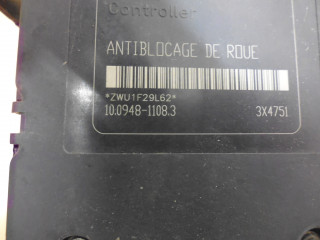 Controller
ANTIBLOCAGE DE ROUE
*ZWU1F29L62*
10.0948-1108.3 3X4751